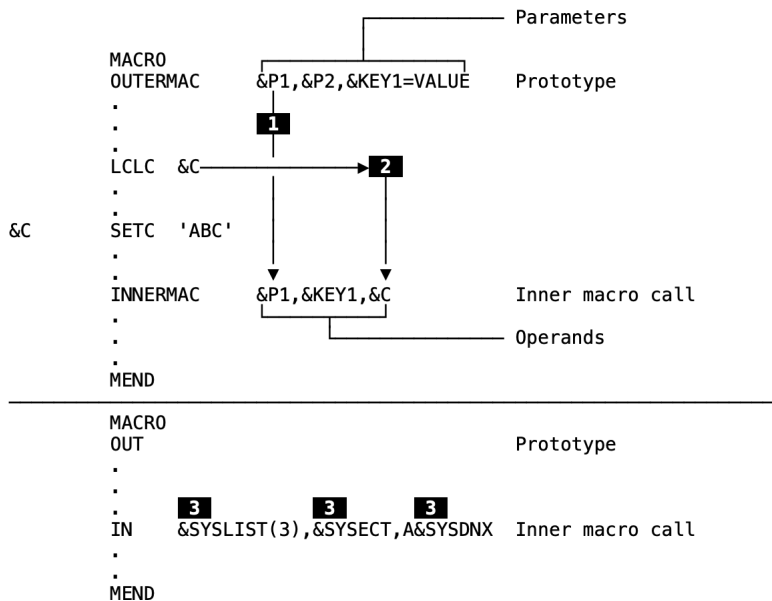 Parameters
MACRO
OUTERMAC &P1,&P2,&KEY1=VALUE Prototype
.
. 1
.
LCLC &C 2
.
.
&C SETC 'ABC'
.
.
INNERMAC &P1,&KEY1,&C Inner macro call
.
. Operands
.
MEND
MACRO
OUT Prototype
.
.
. 3 3 3
IN &SYSLIST(3),&SYSECT,A&SYSDNX Inner macro call
.
.
MEND